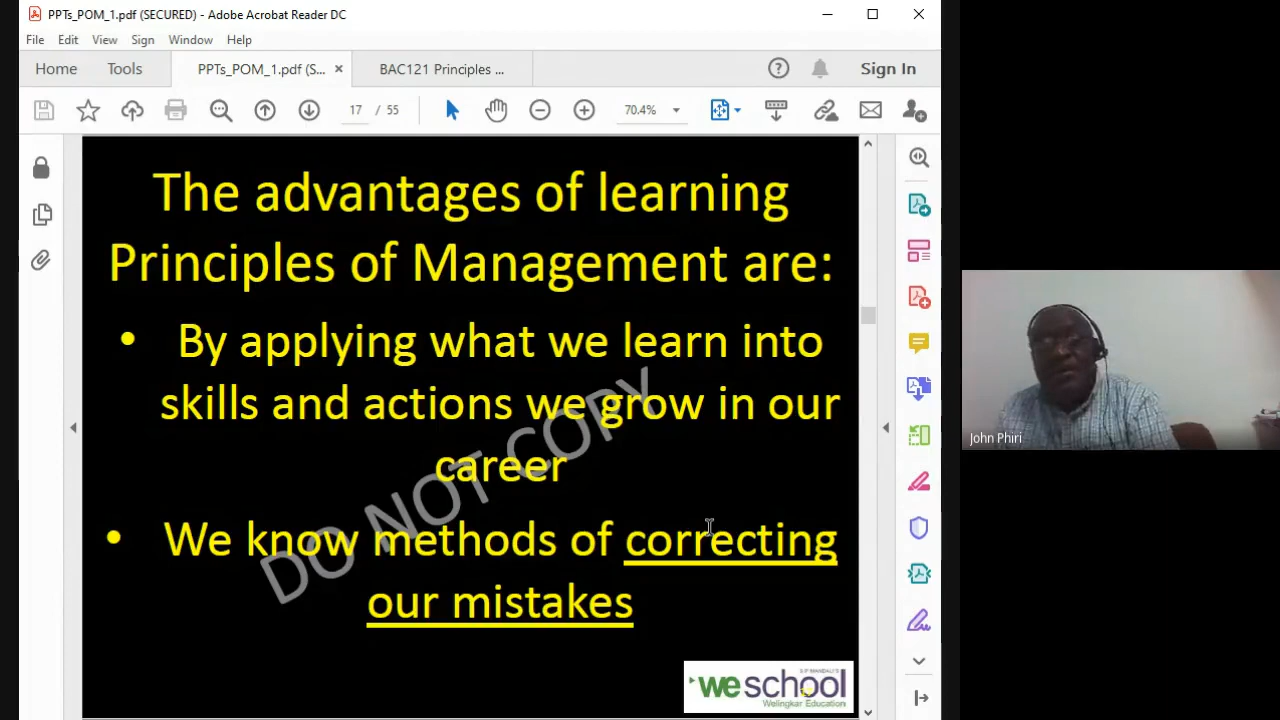 PPTs_POM_1.pdf (SECURED) - Adobe Acrobat Reader DC
File Edit View Sign Window Help
Home Tools PPTs_POM_1.pdf (S... × BAC121 Principles ... Sign In
17 / 55 70.4%
The advantages of learning
Principles of Management are:
• By applying what we learn into
skills and actions we grow in our
career
• We know methods of correcting
our mistakes
DO NOT COPY
John Phiri
S P MANDALI'S
we school
Welingkar Education